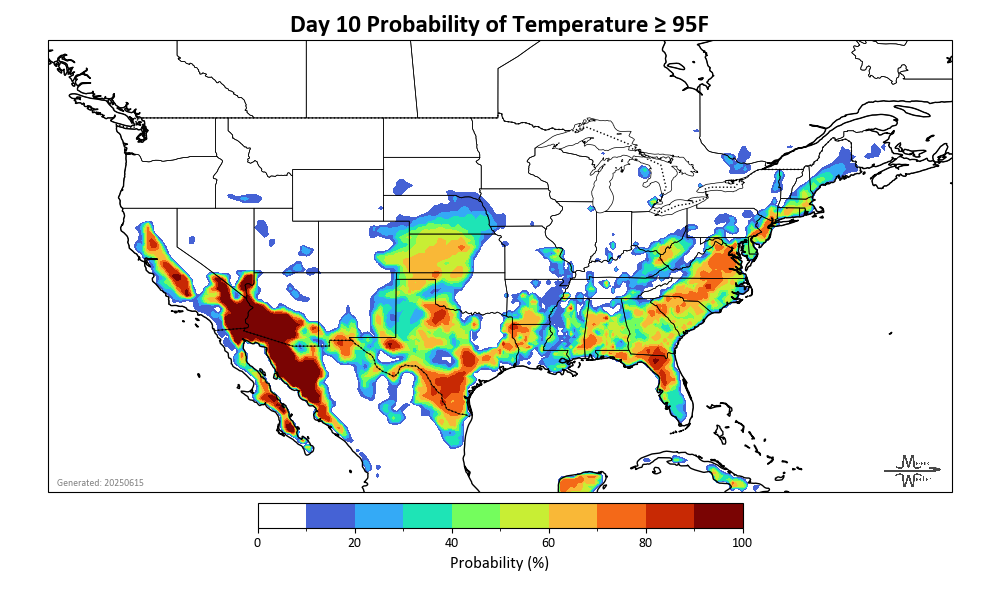 Day 10 Probability of Temperature ≥ 95F
Generated: 20250615
0 20 40 60 80 100
Probability (%)